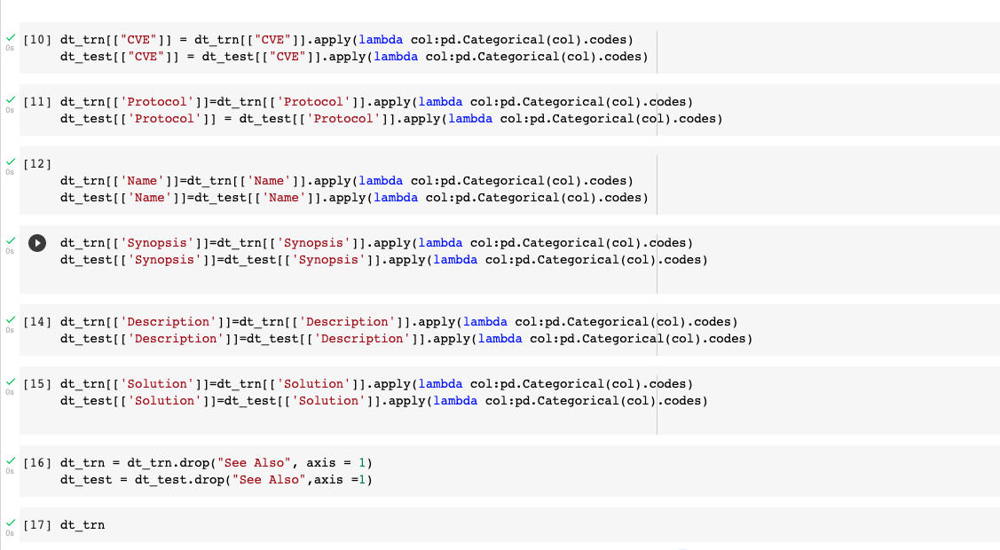 [10] dt_trn[["CVE"]] = dt_trn[["CVE"]].apply(lambda col:pd.Categorical(col).codes)
0s dt_test[["CVE"]] = dt_test[["CVE"]].apply(lambda col:pd.Categorical(col).codes)
[11] dt_trn[['Protocol']]=dt_trn[['Protocol']].apply(lambda col:pd.Categorical(col).codes)
0s dt_test[['Protocol']] = dt_test[['Protocol']].apply(lambda col:pd.Categorical(col).codes)
[12]
0s
dt_trn[['Name']]=dt_trn[['Name']].apply(lambda col:pd.Categorical(col).codes)
dt_test[['Name']]=dt_test[['Name']].apply(lambda col:pd.Categorical(col).codes)
dt_trn[['Synopsis']]=dt_trn[['Synopsis']].apply(lambda col:pd.Categorical(col).codes)
0s dt_test[['Synopsis']]=dt_test[['Synopsis']].apply(lambda col:pd.Categorical(col).codes)
[14] dt_trn[['Description']]=dt_trn[['Description']].apply(lambda col:pd.Categorical(col).codes)
0s dt_test[['Description']]=dt_test[['Description']].apply(lambda col:pd.Categorical(col).codes)
[15] dt_trn[['Solution']]=dt_trn[['Solution']].apply(lambda col:pd.Categorical(col).codes)
0s dt_test[['Solution']]=dt_test[['Solution']].apply(lambda col:pd.Categorical(col).codes)
[16] dt_trn = dt_trn.drop("See Also", axis = 1)
0s dt_test = dt_test.drop("See Also",axis =1)
[17] dt_trn
0s